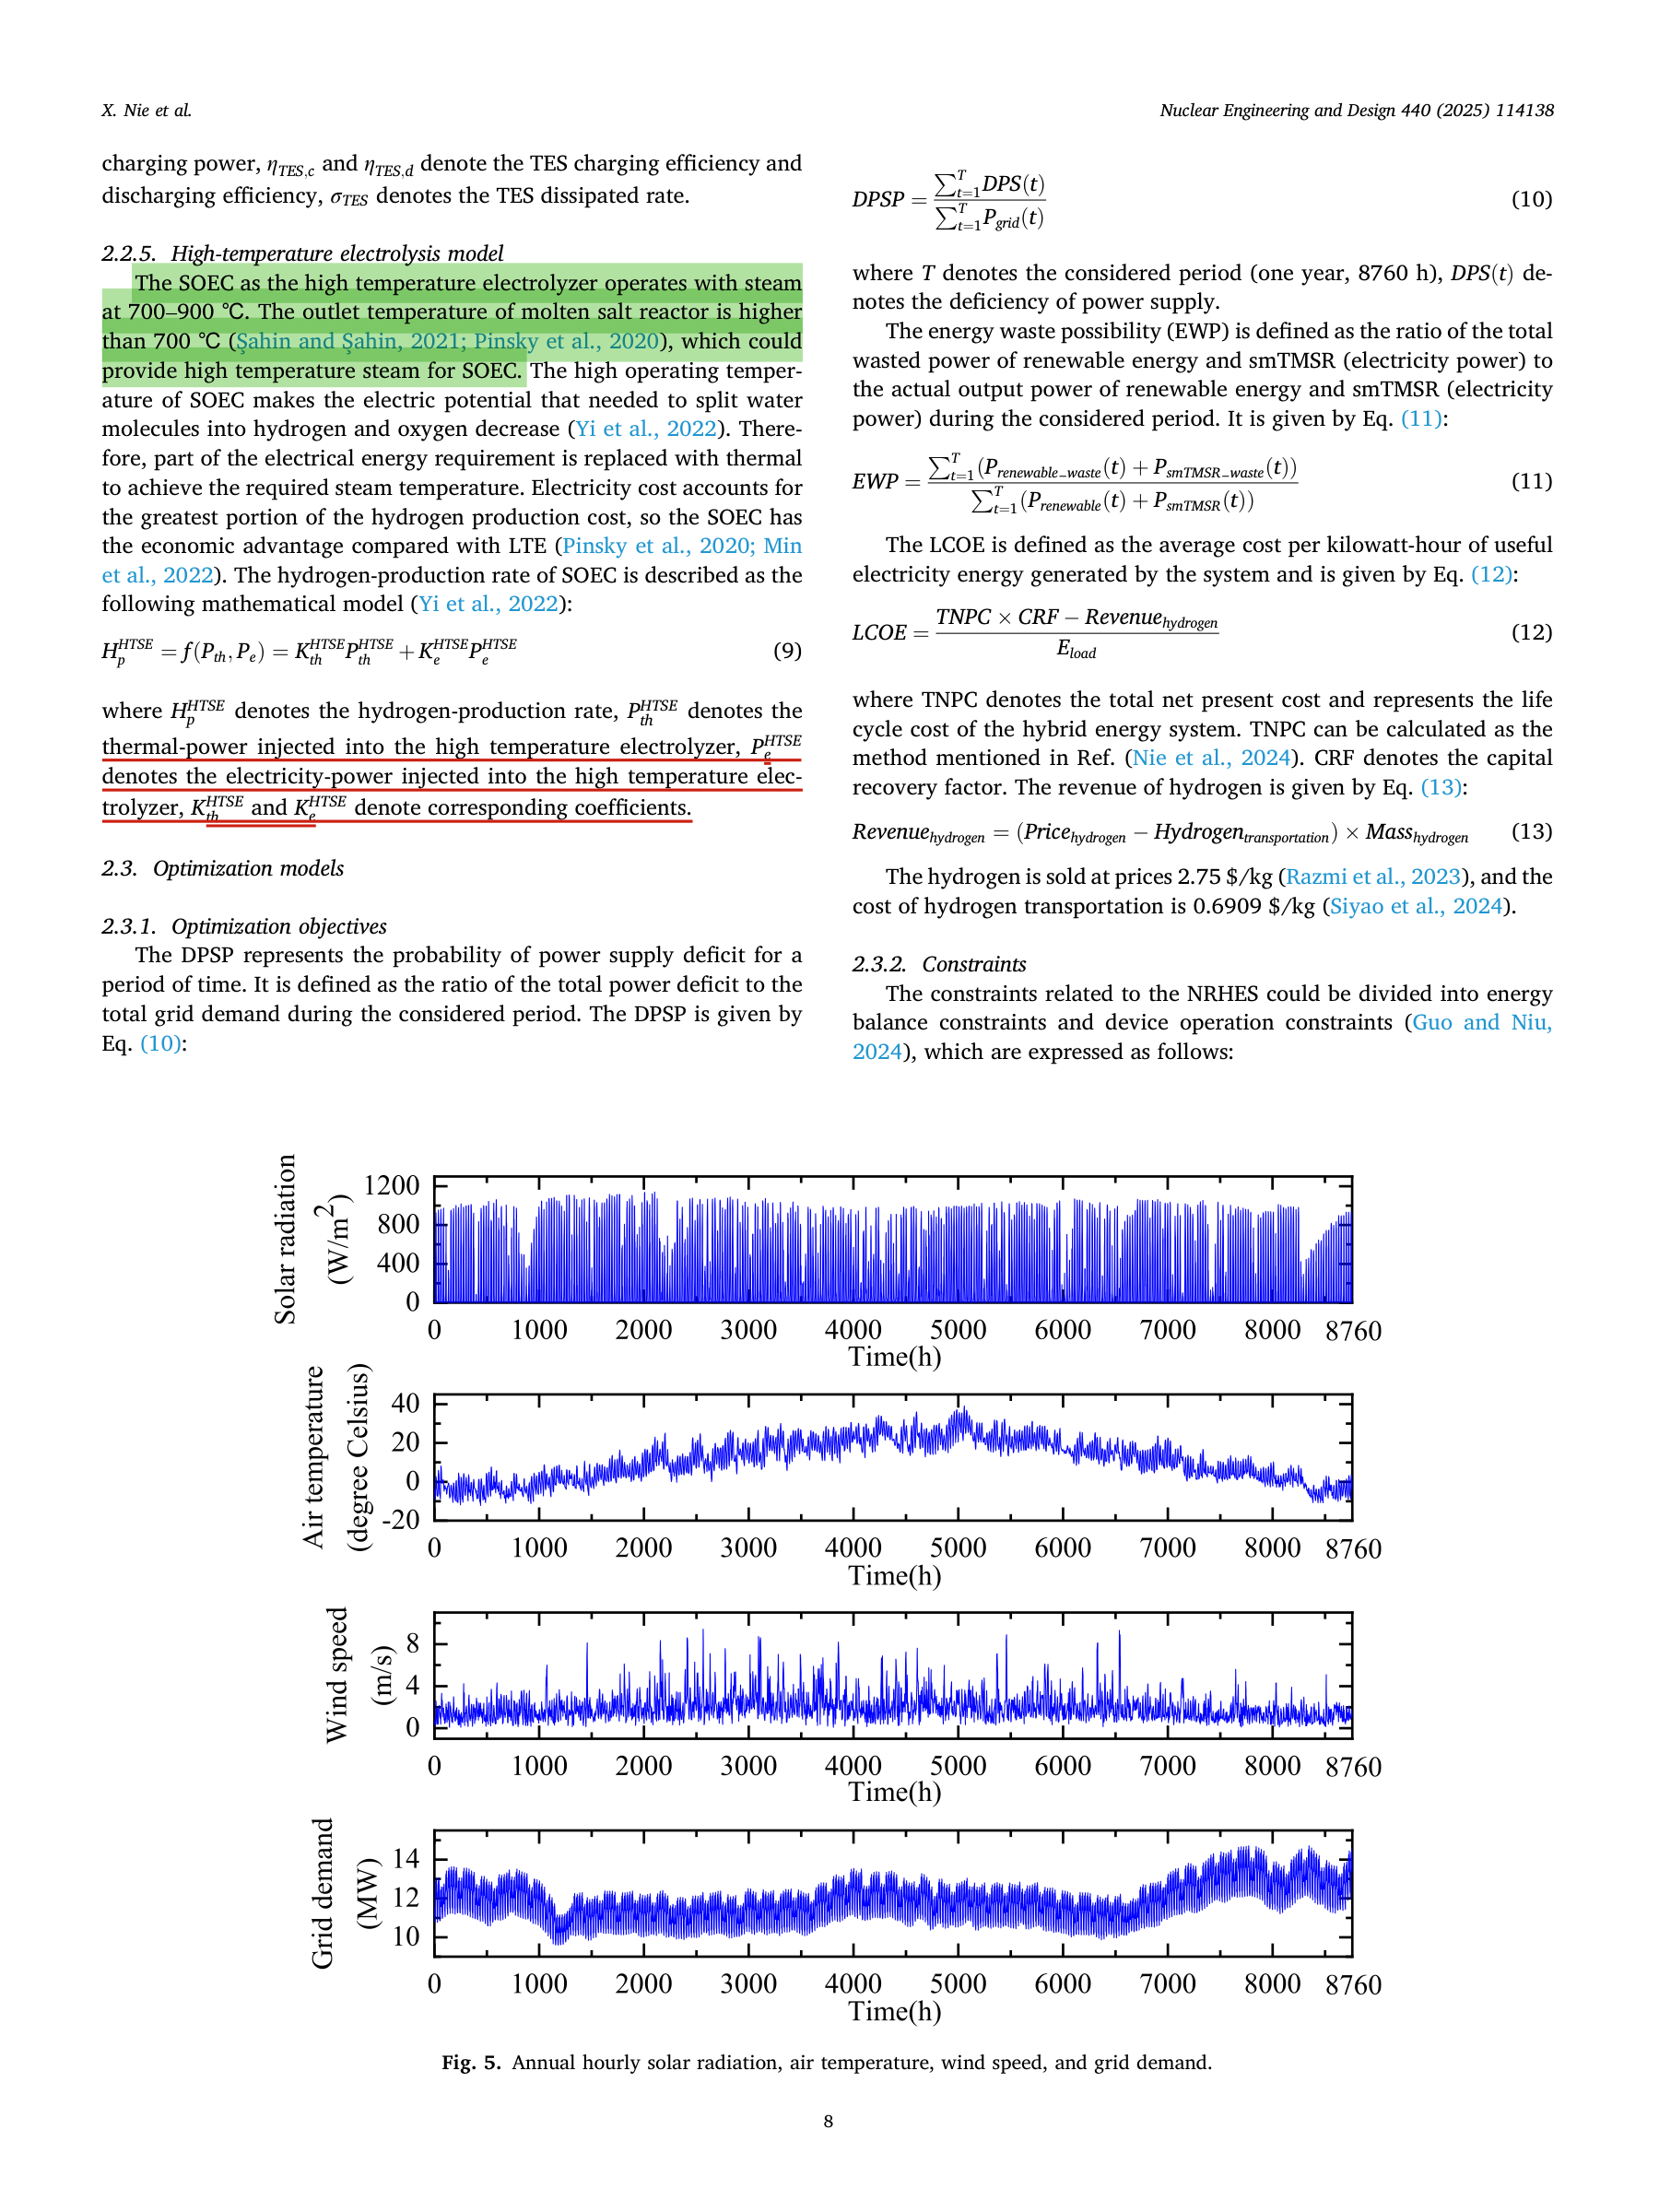 X. Nie et al.
Nuclear Engineering and Design 440 (2025) 114138
charging power, η_TES,c and η_TES,d denote the TES charging efficiency and
discharging efficiency, σ_TES denotes the TES dissipated rate.
2.2.5. High-temperature electrolysis model
The SOEC as the high temperature electrolyzer operates with steam
at 700–900 ℃. The outlet temperature of molten salt reactor is higher
than 700 ℃ (Şahin and Şahin, 2021; Pinsky et al., 2020), which could
provide high temperature steam for SOEC. The high operating temper-
ature of SOEC makes the electric potential that needed to split water
molecules into hydrogen and oxygen decrease (Yi et al., 2022). There-
fore, part of the electrical energy requirement is replaced with thermal
to achieve the required steam temperature. Electricity cost accounts for
the greatest portion of the hydrogen production cost, so the SOEC has
the economic advantage compared with LTE (Pinsky et al., 2020; Min
et al., 2022). The hydrogen-production rate of SOEC is described as the
following mathematical model (Yi et al., 2022):
H_p^HTSE = f(P_th, P_e) = K_th^HTSE P_th^HTSE + K_e^HTSE P_e^HTSE (9)
where H_p^HTSE denotes the hydrogen-production rate, P_th^HTSE denotes the
thermal-power injected into the high temperature electrolyzer, P_e^HTSE
denotes the electricity-power injected into the high temperature elec-
trolyzer, K_th^HTSE and K_e^HTSE denote corresponding coefficients.
2.3. Optimization models
2.3.1. Optimization objectives
The DPSP represents the probability of power supply deficit for a
period of time. It is defined as the ratio of the total power deficit to the
total grid demand during the considered period. The DPSP is given by
Eq. (10):
DPSP = ∑_{t=1}^T DPS(t) / ∑_{t=1}^T P_grid(t) (10)
where T denotes the considered period (one year, 8760 h), DPS(t) de-
notes the deficiency of power supply.
The energy waste possibility (EWP) is defined as the ratio of the total
wasted power of renewable energy and smTMSR (electricity power) to
the actual output power of renewable energy and smTMSR (electricity
power) during the considered period. It is given by Eq. (11):
EWP = ∑_{t=1}^T (P_renewable_waste(t) + P_smTMSR_waste(t)) / ∑_{t=1}^T (P_renewable(t) + P_smTMSR(t)) (11)
The LCOE is defined as the average cost per kilowatt-hour of useful
electricity energy generated by the system and is given by Eq. (12):
LCOE = (TNPC × CRF − Revenue_hydrogen) / E_load (12)
where TNPC denotes the total net present cost and represents the life
cycle cost of the hybrid energy system. TNPC can be calculated as the
method mentioned in Ref. (Nie et al., 2024). CRF denotes the capital
recovery factor. The revenue of hydrogen is given by Eq. (13):
Revenue_hydrogen = (Price_hydrogen − Hydrogen_transportation) × Mass_hydrogen (13)
The hydrogen is sold at prices 2.75 $/kg (Razmi et al., 2023), and the
cost of hydrogen transportation is 0.6909 $/kg (Siyao et al., 2024).
2.3.2. Constraints
The constraints related to the NRHES could be divided into energy
balance constraints and device operation constraints (Guo and Niu,
2024), which are expressed as follows:
Solar radiation
(W/m²)
1200
800
400
0
0 1000 2000 3000 4000 5000 6000 7000 8000 8760
Time(h)
Air temperature
(degree Celsius)
40
20
0
-20
0 1000 2000 3000 4000 5000 6000 7000 8000 8760
Time(h)
Wind speed
(m/s)
8
4
0
0 1000 2000 3000 4000 5000 6000 7000 8000 8760
Time(h)
Grid demand
(MW)
14
12
10
0 1000 2000 3000 4000 5000 6000 7000 8000 8760
Time(h)
Fig. 5. Annual hourly solar radiation, air temperature, wind speed, and grid demand.
8